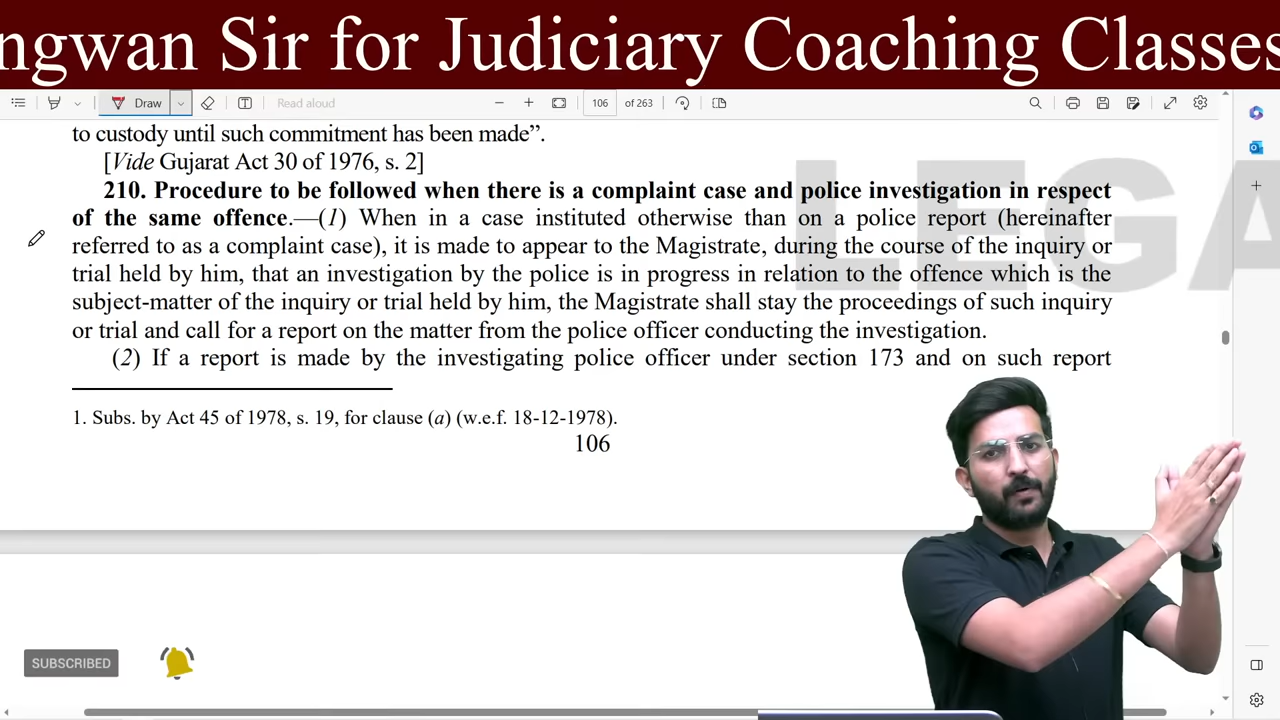 ngwan Sir for Judiciary Coaching Classes
Draw
Read aloud
106
of 263
to custody until such commitment has been made”.
[Vide Gujarat Act 30 of 1976, s. 2]
210. Procedure to be followed when there is a complaint case and police investigation in respect
of the same offence.—(1) When in a case instituted otherwise than on a police report (hereinafter
referred to as a complaint case), it is made to appear to the Magistrate, during the course of the inquiry or
trial held by him, that an investigation by the police is in progress in relation to the offence which is the
subject-matter of the inquiry or trial held by him, the Magistrate shall stay the proceedings of such inquiry
or trial and call for a report on the matter from the police officer conducting the investigation.
(2) If a report is made by the investigating police officer under section 173 and on such report
1. Subs. by Act 45 of 1978, s. 19, for clause (a) (w.e.f. 18-12-1978).
106
LEGA
SUBSCRIBED